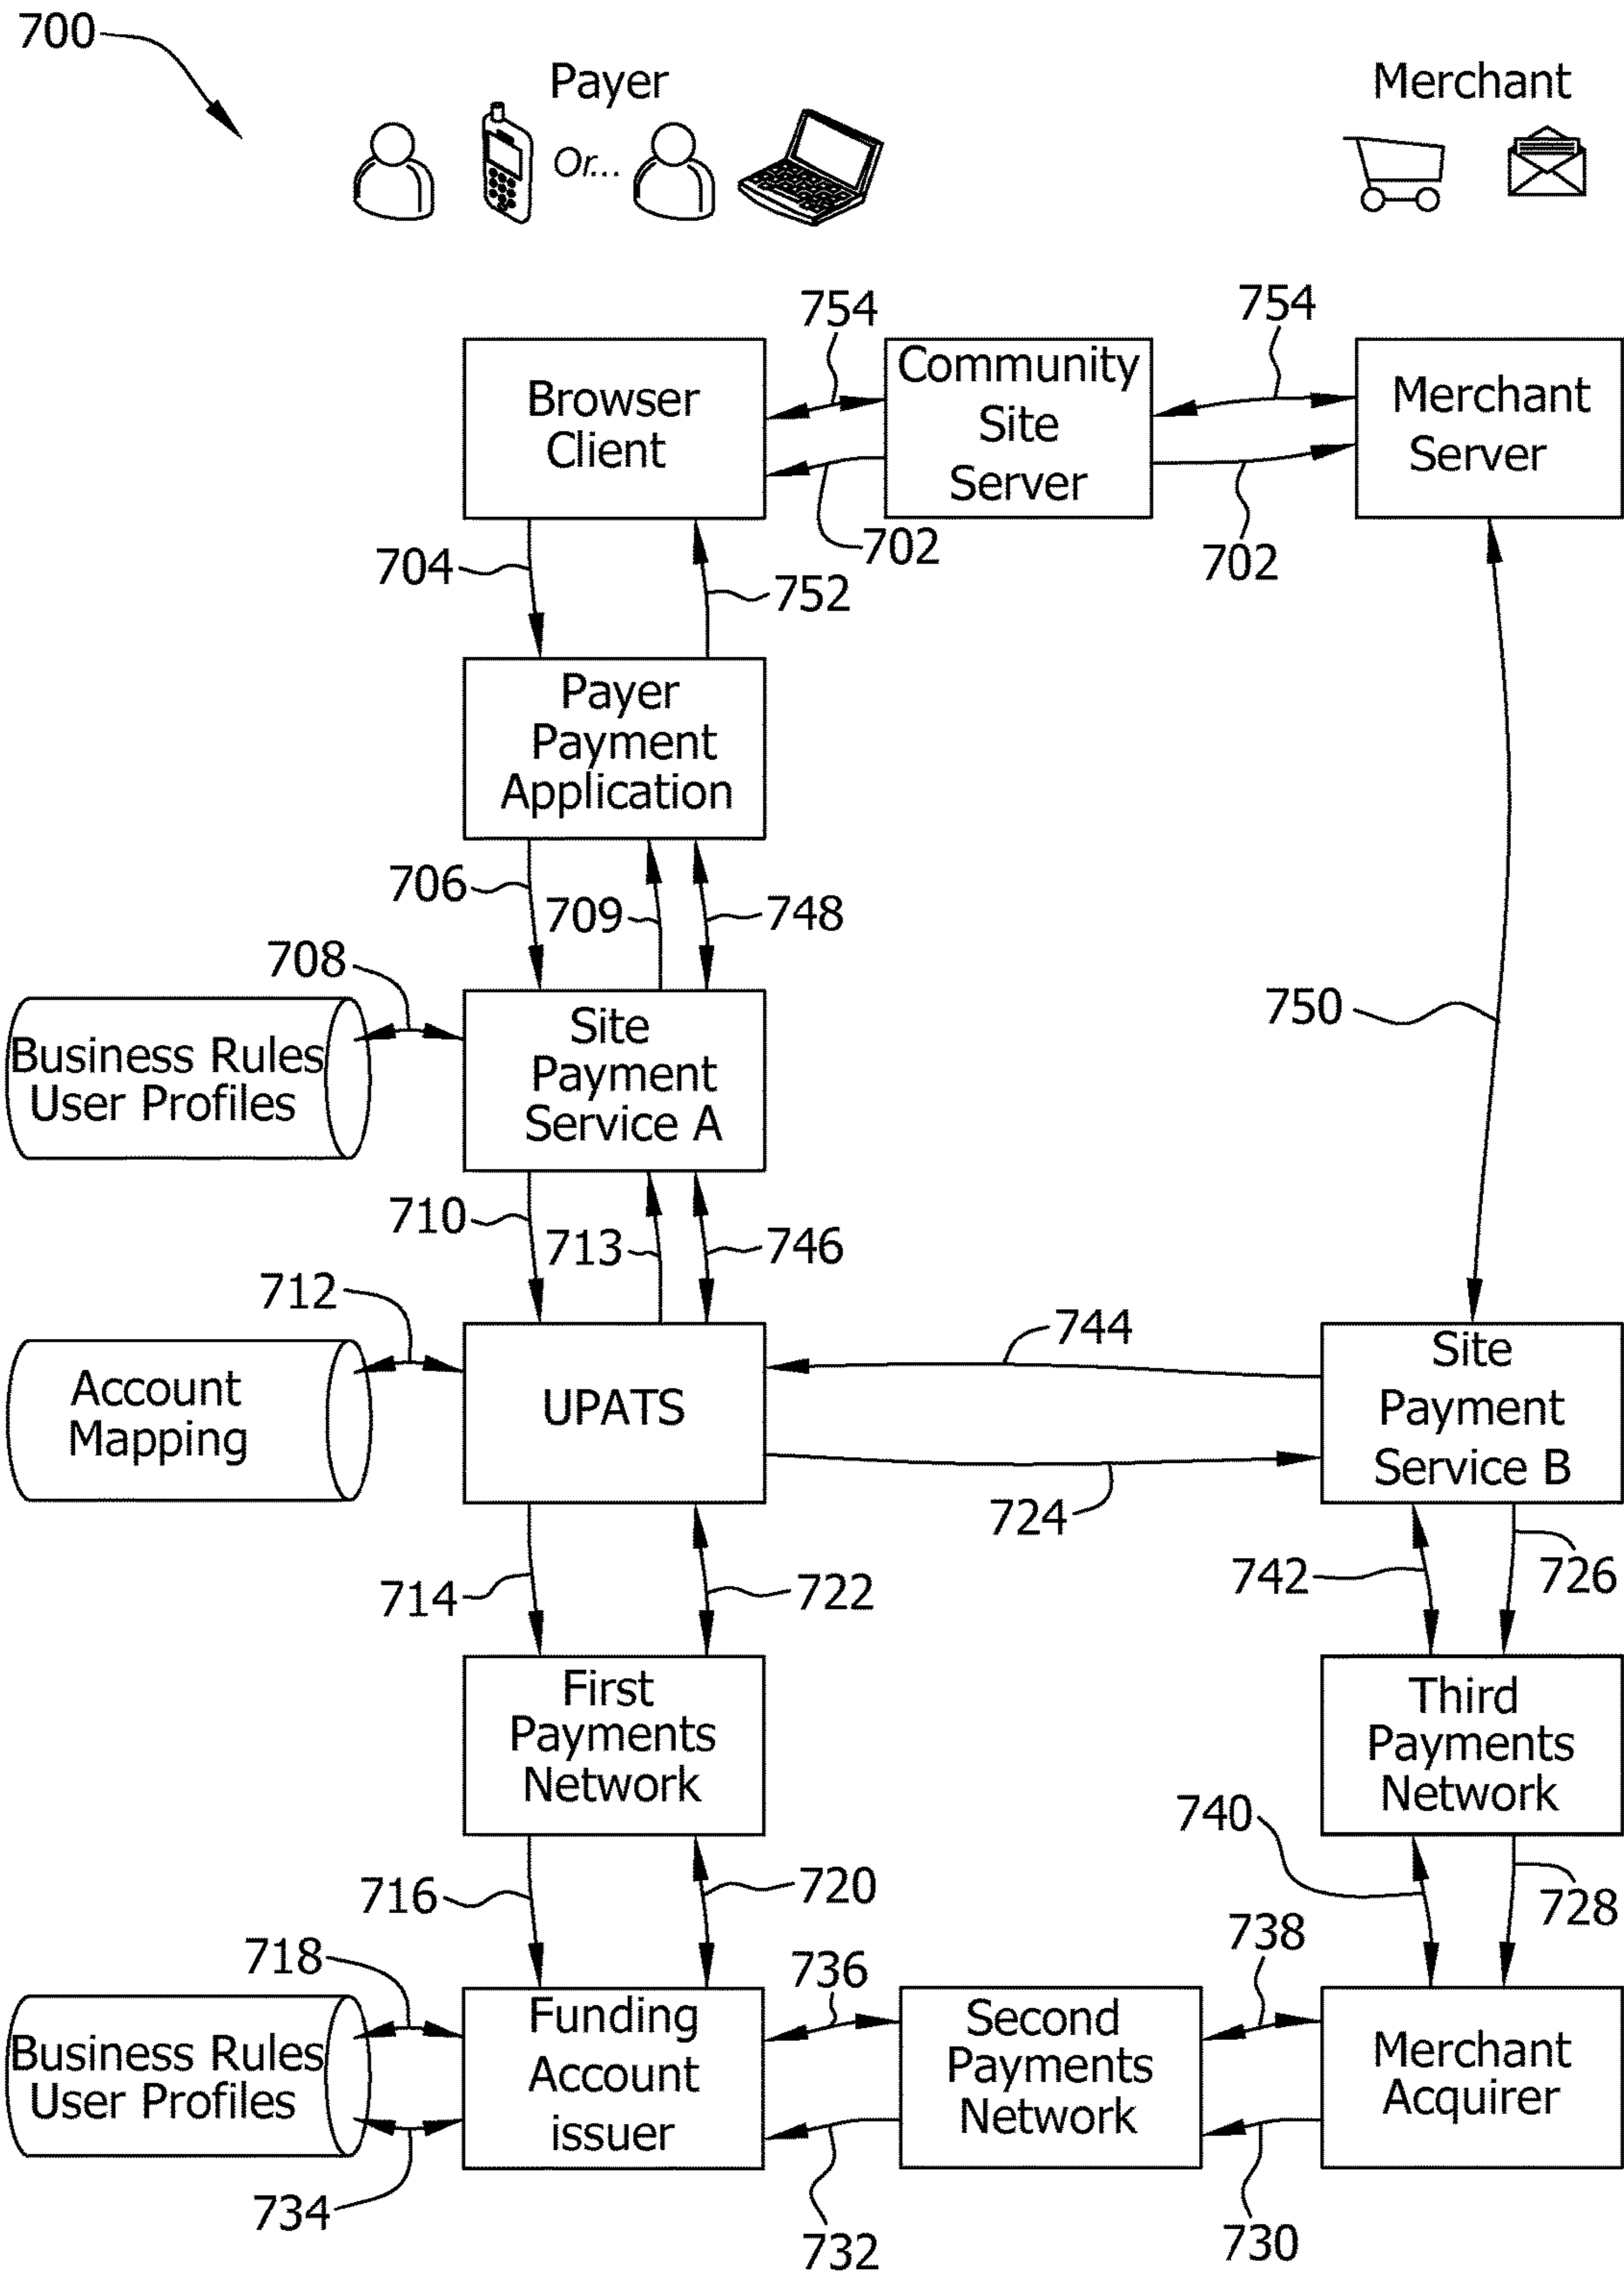 700
Payer
Merchant
Or...
754
754
Browser
Client
Community
Site
Server
Merchant
Server
702
702
704
752
Payer
Payment
Application
706
709
748
708
Business Rules
User Profiles
Site
Payment
Service A
750
710
713
746
712
744
Account
Mapping
UPATS
Site
Payment
Service B
724
714
722
742
726
First
Payments
Network
Third
Payments
Network
740
716
720
728
718
736
738
Business Rules
User Profiles
Funding
Account
issuer
Second
Payments
Network
Merchant
Acquirer
734
732
730